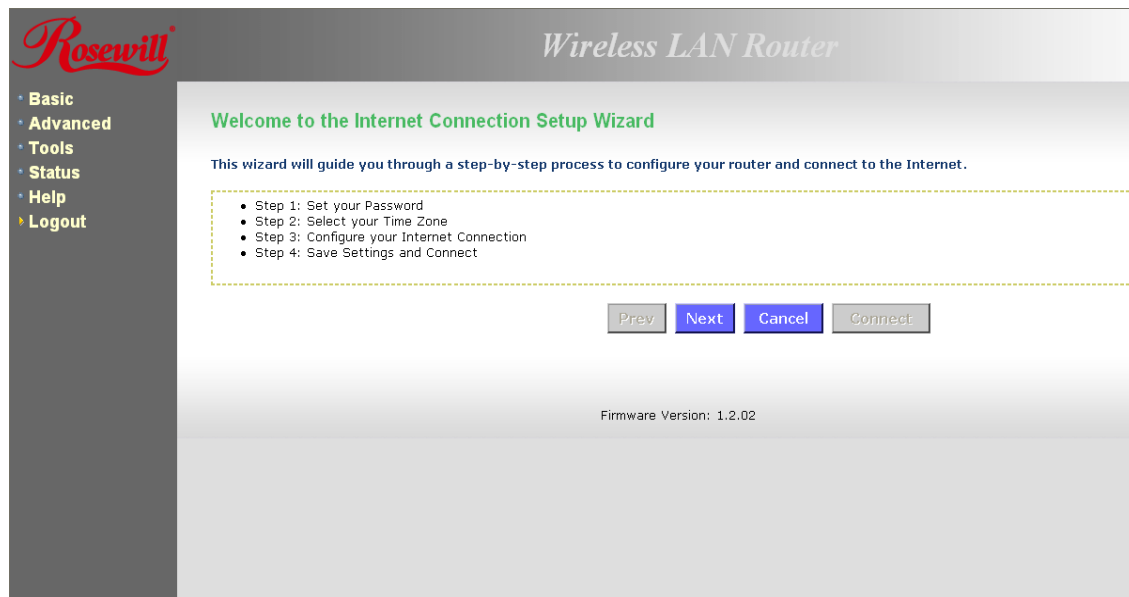 Rosewill
Wireless LAN Router
Basic
Advanced
Tools
Status
Help
Logout
Welcome to the Internet Connection Setup Wizard
This wizard will guide you through a step-by-step process to configure your router and connect to the Internet.
Step 1: Set your Password
Step 2: Select your Time Zone
Step 3: Configure your Internet Connection
Step 4: Save Settings and Connect
Prev Next Cancel Connect
Firmware Version: 1.2.02